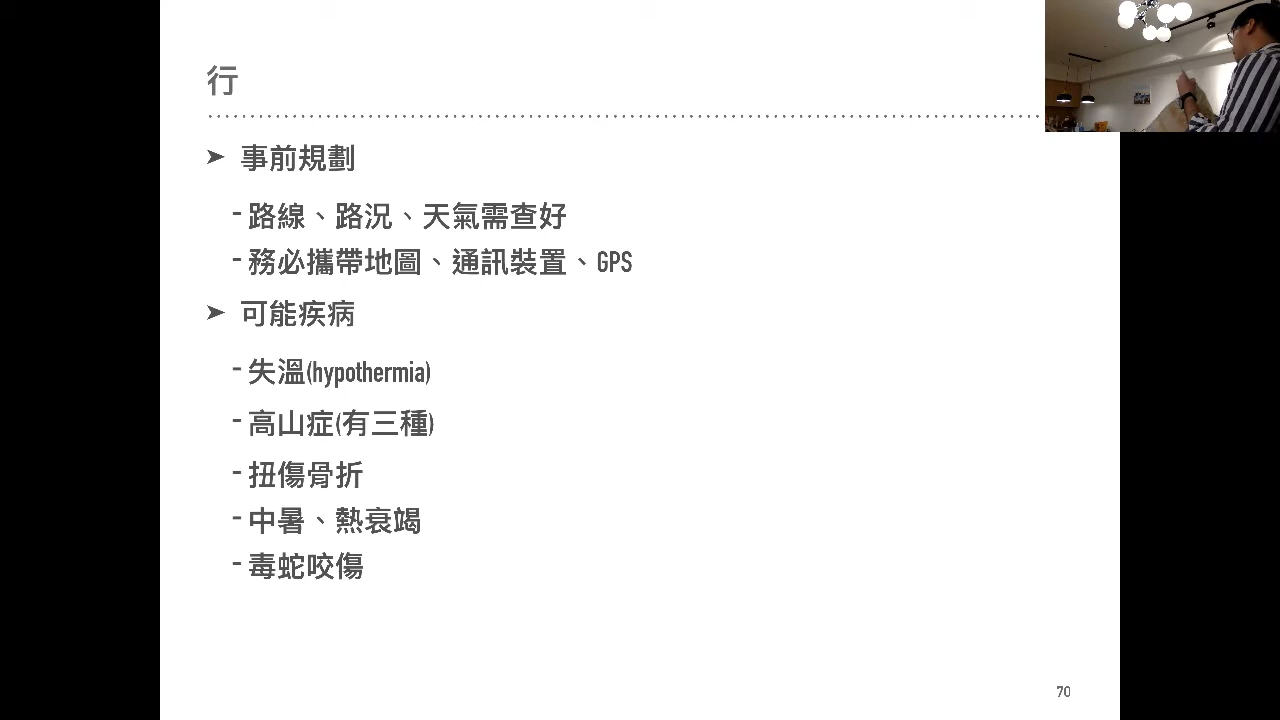 行
➤ 事前規劃
-路線、路況、天氣需查好
-務必攜帶地圖、通訊裝置、GPS
➤ 可能疾病
-失溫(hypothermia)
-高山症(有三種)
-扭傷骨折
-中暑、熱衰竭
-毒蛇咬傷
70